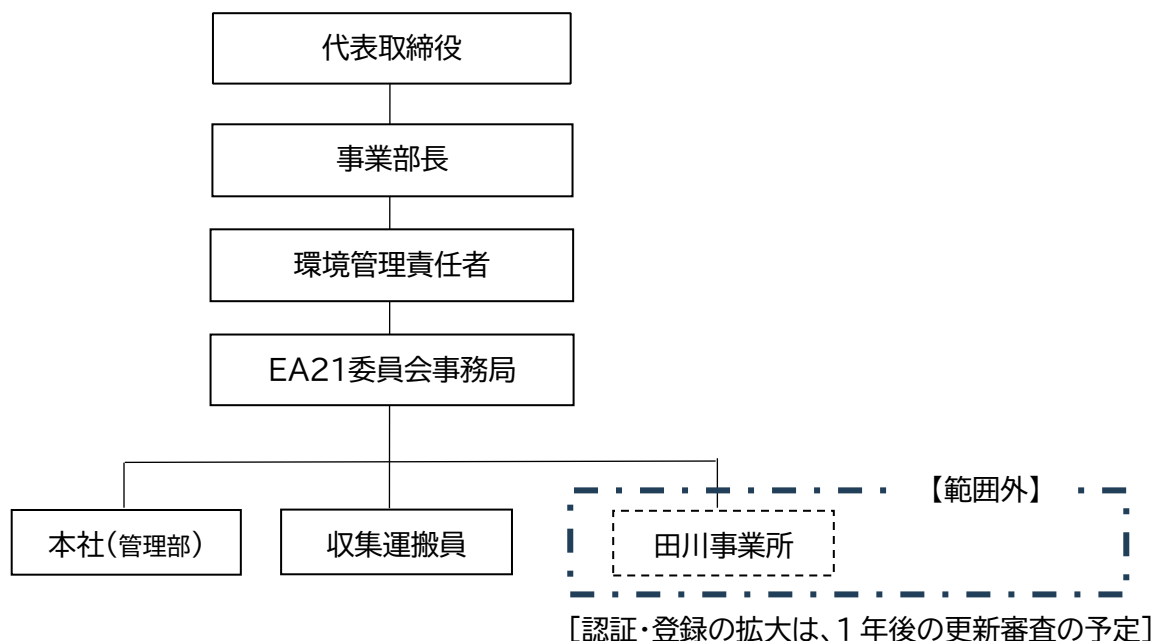 代表取締役
事業部長
環境管理責任者
EA21委員会事務局
【範囲外】
本社(管理部)
収集運搬員
田川事業所
[認証・登録の拡大は、1年後の更新審査の予定]